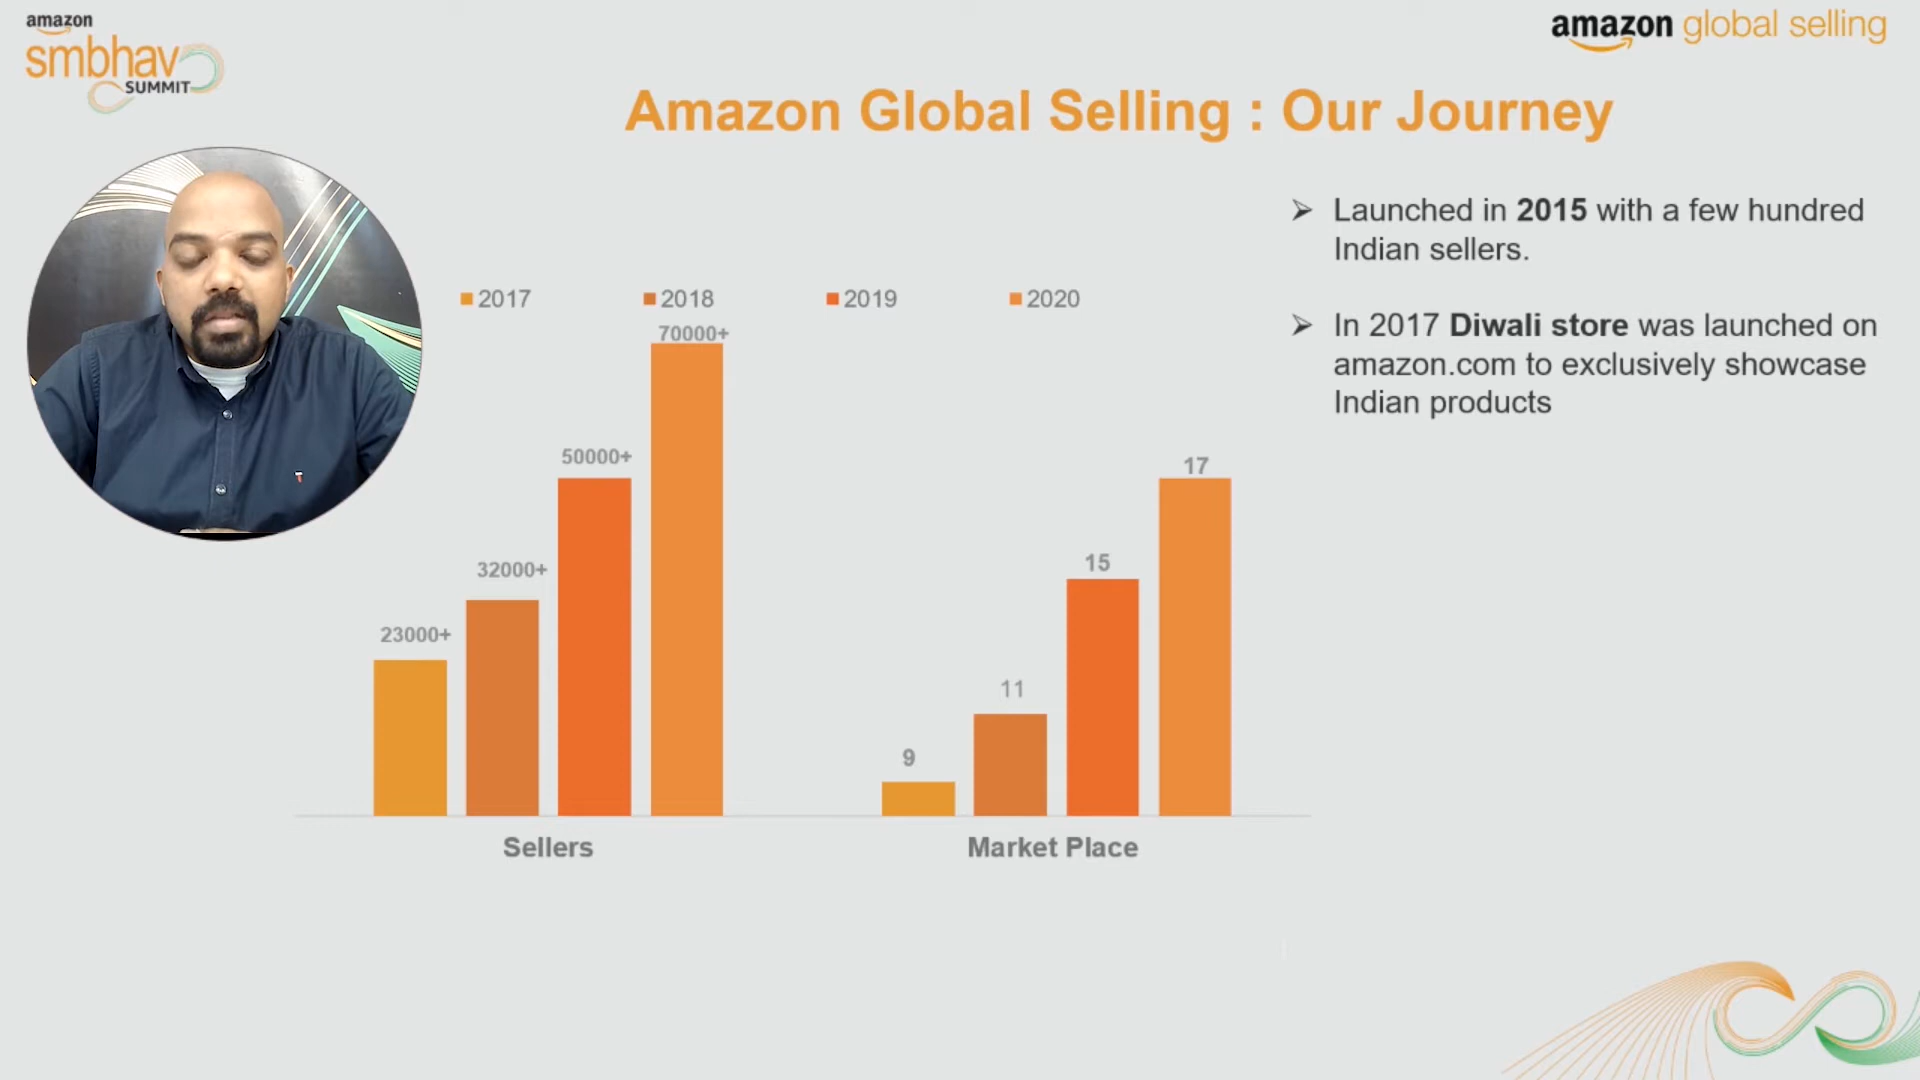 amazon
smbhav
SUMMIT
amazon global selling
Amazon Global Selling : Our Journey
➢ Launched in 2015 with a few hundred
Indian sellers.
➢ In 2017 Diwali store was launched on
amazon.com to exclusively showcase
Indian products
2017 2018 2019 2020
70000+
50000+
32000+
23000+
17
15
11
9
Sellers Market Place